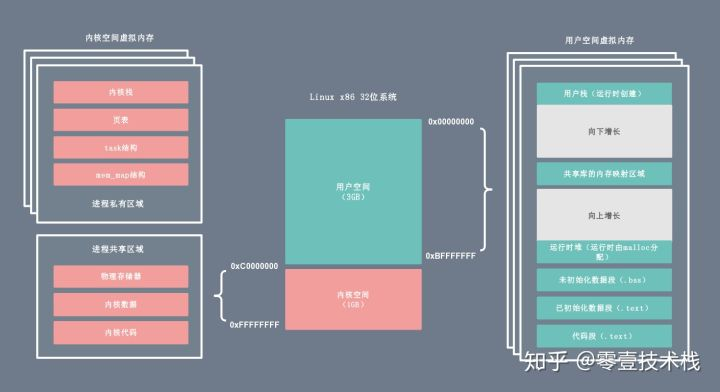 内核空间虚拟内存
内核栈
页表
task结构
mem_map结构
进程私有区域
进程共享区域
物理存储器
内核数据
内核代码
Linux x86 32位系统
0x00000000
用户空间
(3GB)
0xBFFFFFFF
0xC0000000
内核空间
(1GB)
0xFFFFFFFF
用户空间虚拟内存
用户栈(运行时创建)
向下增长
共享库的内存映射区域
向上增长
运行时堆(运行时由malloc分
配)
未初始化数据段(.bss)
已初始化数据段(.text)
代码段(.text)
知乎 @零壹技术栈